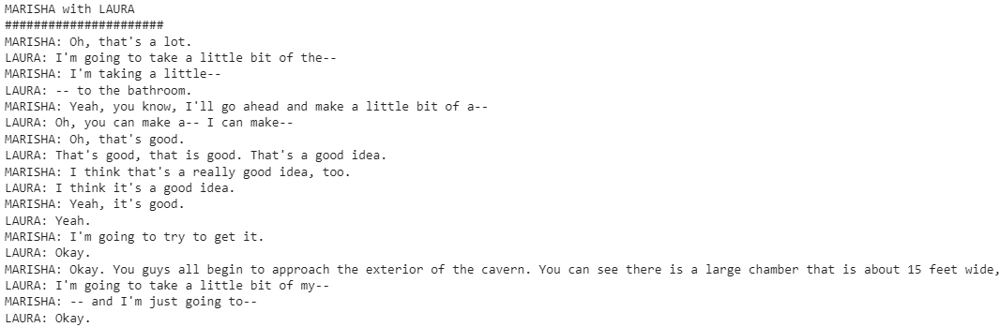 MARISHA with LAURA
######################
MARISHA: Oh, that's a lot.
LAURA: I'm going to take a little bit of the--
MARISHA: I'm taking a little--
LAURA: -- to the bathroom.
MARISHA: Yeah, you know, I'll go ahead and make a little bit of a--
LAURA: Oh, you can make a-- I can make--
MARISHA: Oh, that's good.
LAURA: That's good, that is good. That's a good idea.
MARISHA: I think that's a really good idea, too.
LAURA: I think it's a good idea.
MARISHA: Yeah, it's good.
LAURA: Yeah.
MARISHA: I'm going to try to get it.
LAURA: Okay.
MARISHA: Okay. You guys all begin to approach the exterior of the cavern. You can see there is a large chamber that is about 15 feet wide,
LAURA: I'm going to take a little bit of my--
MARISHA: -- and I'm just going to--
LAURA: Okay.